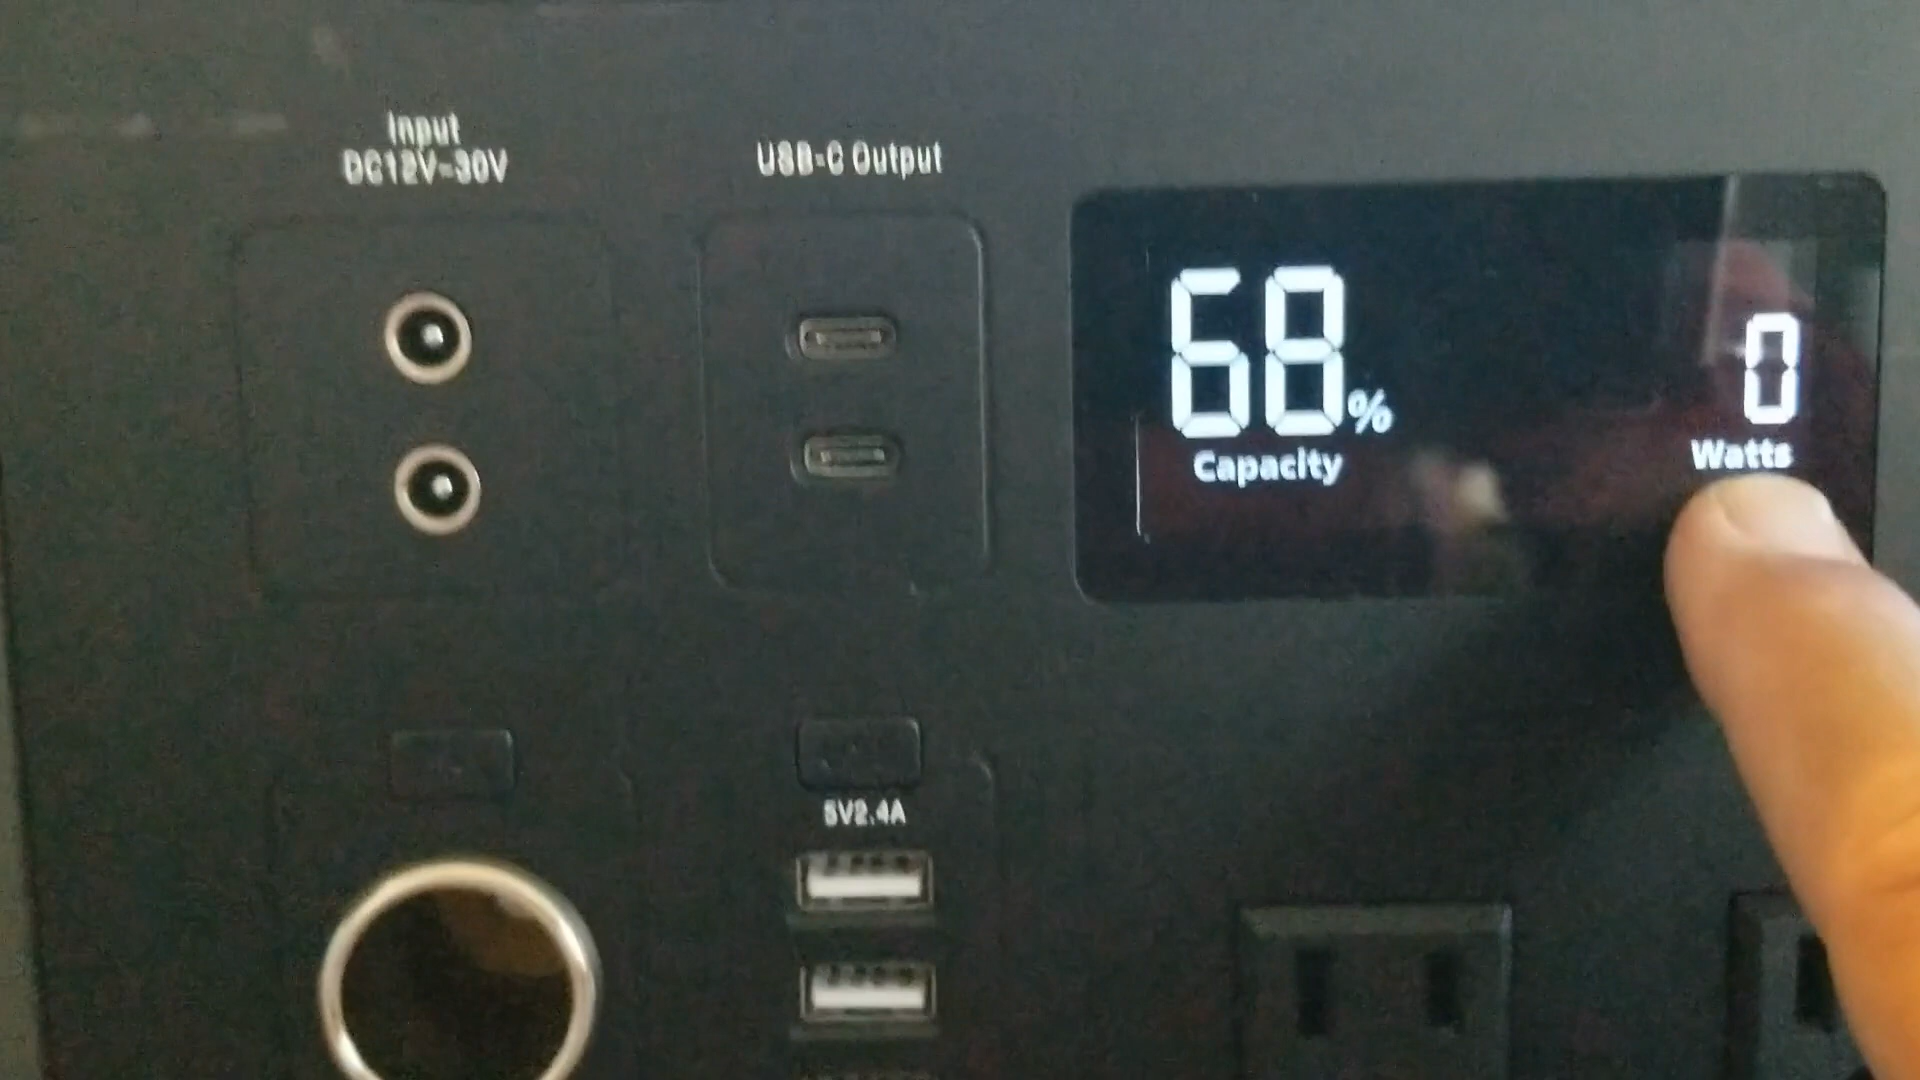 Input
DC12V-30V
USB-C Output
68%
Capacity
0
Watts
5V2.4A